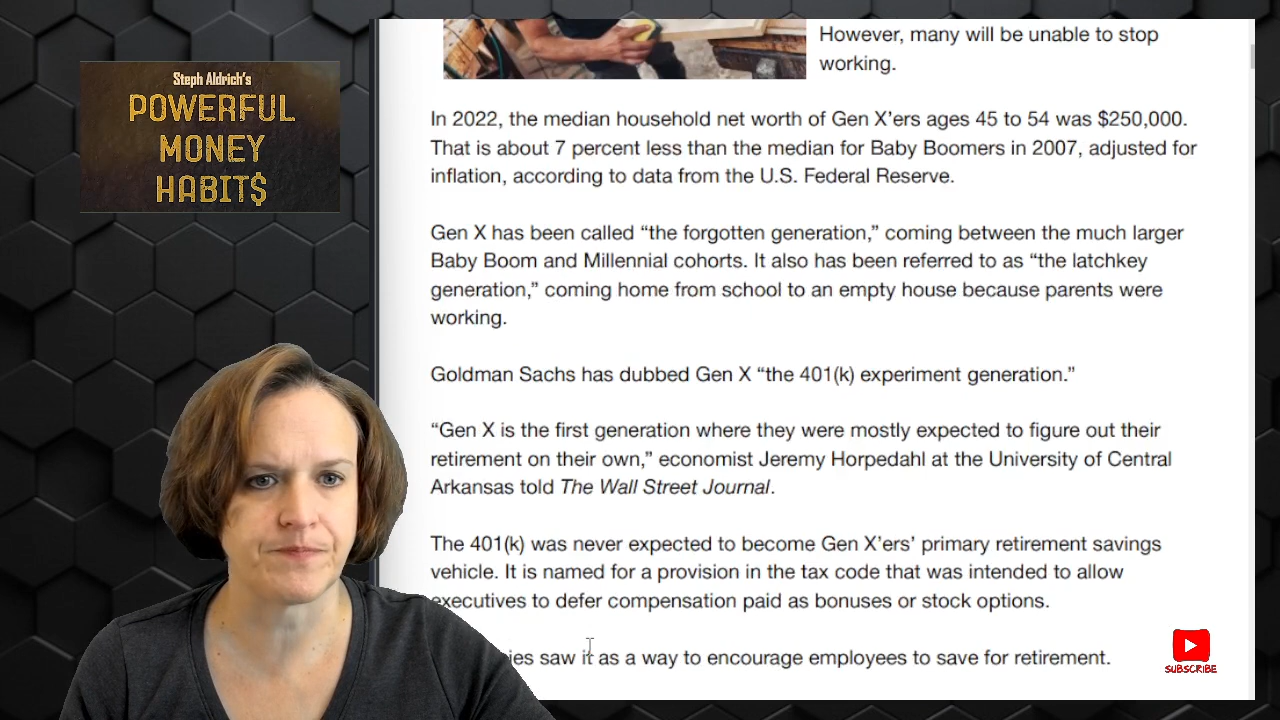 Steph Aldrich's
POWERFUL
MONEY
HABIT$
However, many will be unable to stop
working.
In 2022, the median household net worth of Gen X’ers ages 45 to 54 was $250,000.
That is about 7 percent less than the median for Baby Boomers in 2007, adjusted for
inflation, according to data from the U.S. Federal Reserve.
Gen X has been called “the forgotten generation,” coming between the much larger
Baby Boom and Millennial cohorts. It also has been referred to as “the latchkey
generation,” coming home from school to an empty house because parents were
working.
Goldman Sachs has dubbed Gen X “the 401(k) experiment generation.”
“Gen X is the first generation where they were mostly expected to figure out their
retirement on their own,” economist Jeremy Horpedahl at the University of Central
Arkansas told The Wall Street Journal.
The 401(k) was never expected to become Gen X’ers’ primary retirement savings
vehicle. It is named for a provision in the tax code that was intended to allow
executives to defer compensation paid as bonuses or stock options.
saw it as a way to encourage employees to save for retirement.
SUBSCRIBE